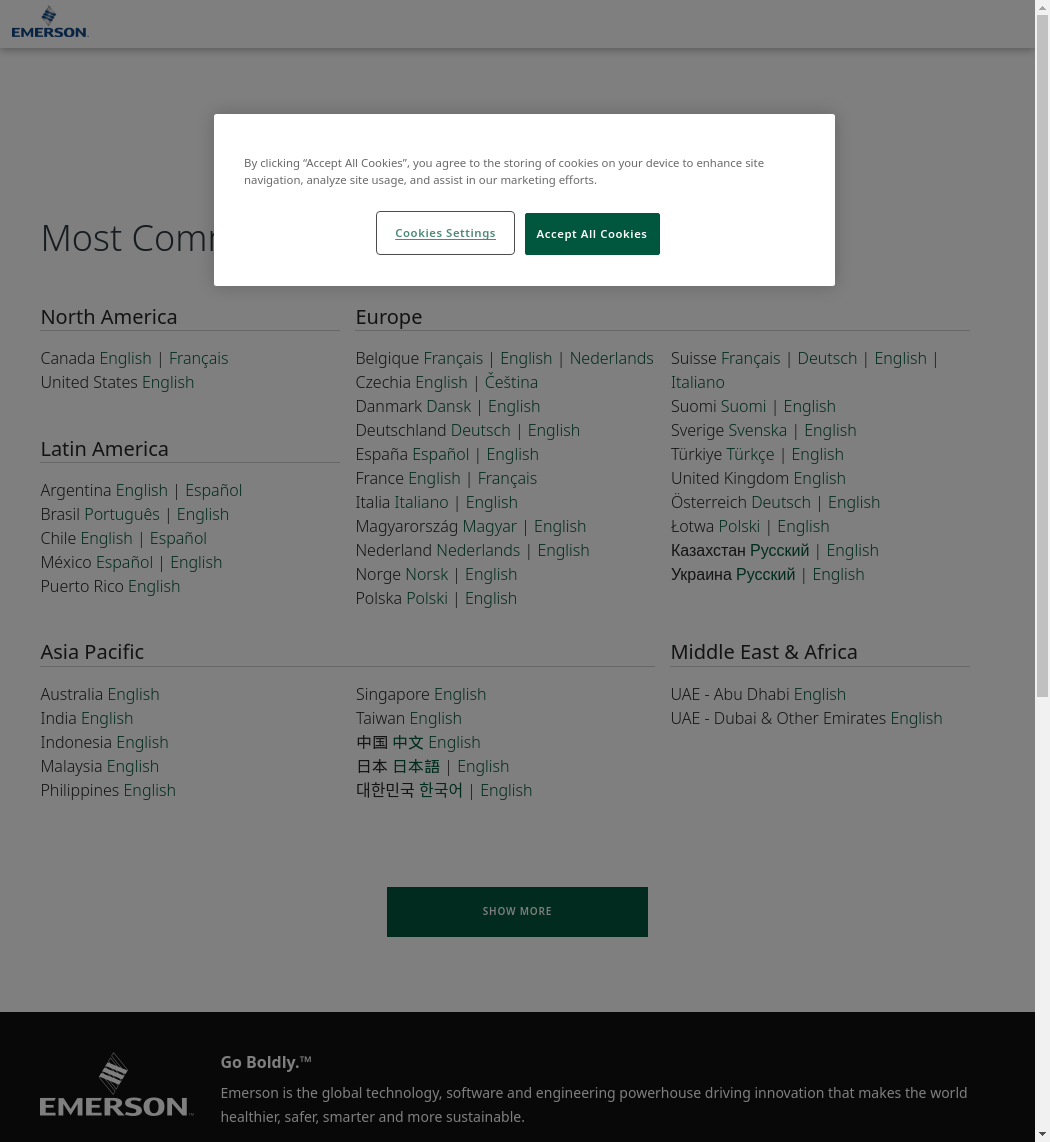 EMERSON
By clicking “Accept All Cookies”, you agree to the storing of cookies on your device to enhance site
navigation, analyze site usage, and assist in our marketing efforts.
Cookies Settings
Accept All Cookies
Most
North America
Canada English | Français
United States English
Latin America
Argentina English | Español
Brasil Português | English
Chile English | Español
México Español | English
Puerto Rico English
Europe
Belgique Français | English | Nederlands
Czechia English | Čeština
Danmark Dansk | English
Deutschland Deutsch | English
España Español | English
France English | Français
Italia Italiano | English
Magyarország Magyar | English
Nederland Nederlands | English
Norge Norsk | English
Polska Polski | English
Suisse Français | Deutsch | English |
Italiano
Suomi Suomi | English
Sverige Svenska | English
Türkiye Türkçe | English
United Kingdom English
Österreich Deutsch | English
Łotwa Polski | English
Казахстан Русский | English
Украина Русский | English
Asia Pacific
Australia English
India English
Indonesia English
Malaysia English
Philippines English
Singapore English
Taiwan English
中国 中文 English
日本 日本語 | English
대한민국 한국어 | English
Middle East & Africa
UAE - Abu Dhabi English
UAE - Dubai & Other Emirates English
SHOW MORE
EMERSON
Go Boldly.™
Emerson is the global technology, software and engineering powerhouse driving innovation that makes the world
healthier, safer, smarter and more sustainable.